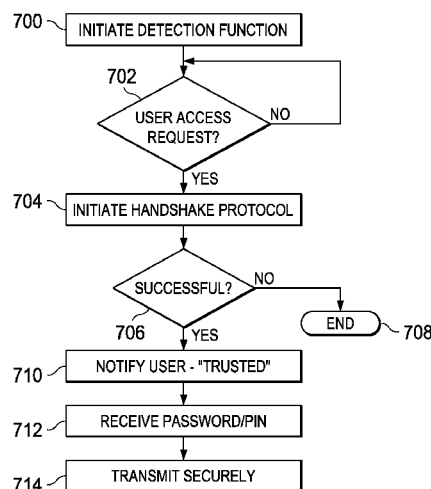 700
INITIATE DETECTION FUNCTION
702
USER ACCESS
REQUEST?
NO
YES
704
INITIATE HANDSHAKE PROTOCOL
SUCCESSFUL?
NO
706
YES
END
708
710
NOTIFY USER - "TRUSTED"
712
RECEIVE PASSWORD/PIN
714
TRANSMIT SECURELY